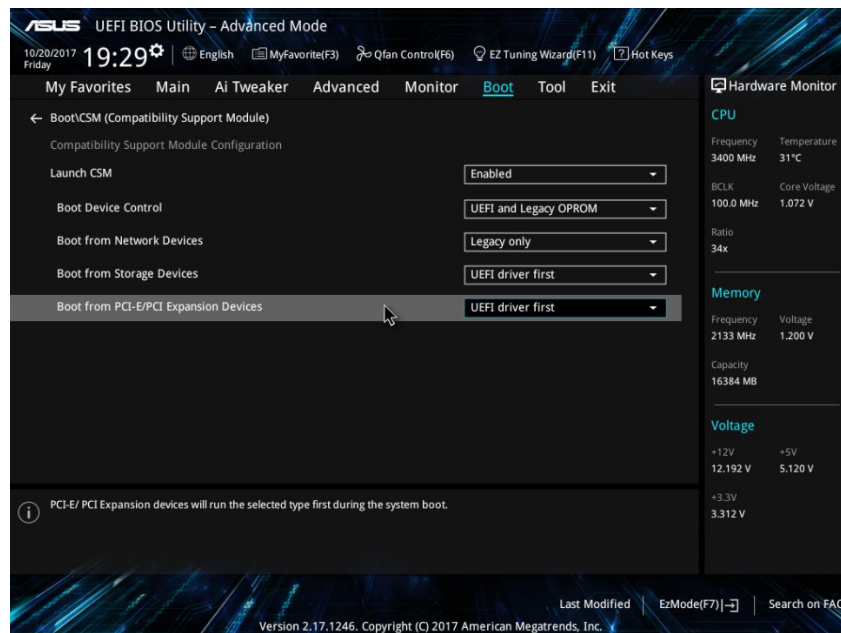 ASUS UEFI BIOS Utility – Advanced Mode
10/20/2017
Friday
19:29
English
MyFavorite(F3)
Qfan Control(F6)
EZ Tuning Wizard(F11)
? Hot Keys
My Favorites Main Ai Tweaker Advanced Monitor Boot Tool Exit
Boot\CSM (Compatibility Support Module)
Compatibility Support Module Configuration
Launch CSM Enabled
Boot Device Control UEFI and Legacy OPROM
Boot from Network Devices Legacy only
Boot from Storage Devices UEFI driver first
Boot from PCI-E/PCI Expansion Devices UEFI driver first
PCI-E/ PCI Expansion devices will run the selected type first during the system boot.
Hardware Monitor
CPU
Frequency Temperature
3400 MHz 31°C
BCLK Core Voltage
100.0 MHz 1.072 V
Ratio
34x
Memory
Frequency Voltage
2133 MHz 1.200 V
Capacity
16384 MB
Voltage
+12V +5V
12.192 V 5.120 V
+3.3V
3.312 V
Last Modified
EzMode(F7)
Search on FAQ
Version 2.17.1246. Copyright (C) 2017 American Megatrends, Inc.